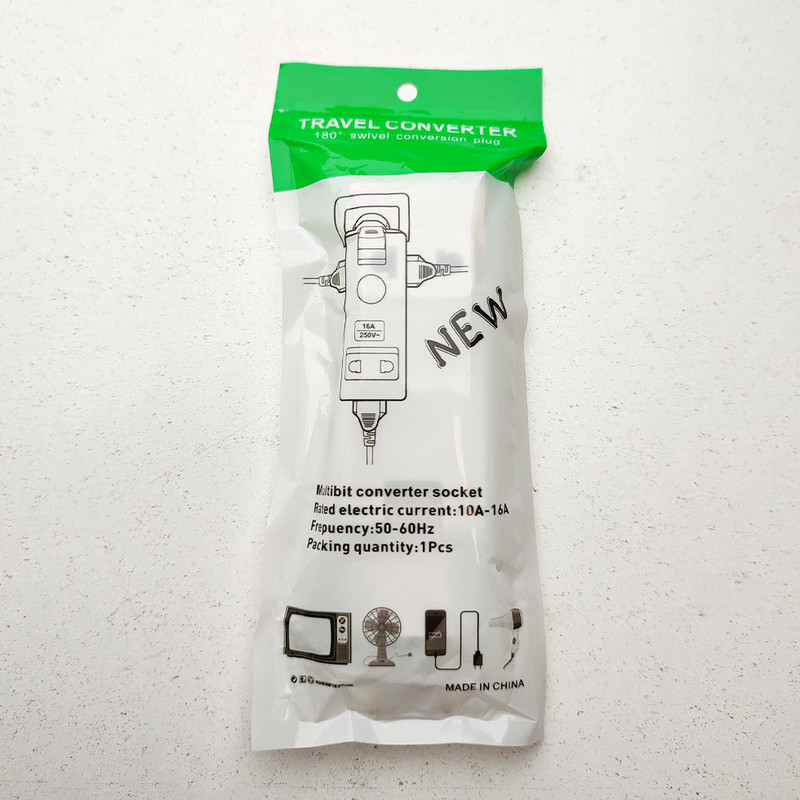 TRAVEL CONVERTER
180° swivel conversion plug
16A
250V~
NEW
Multibit converter socket
Rated electric current:10A-16A
Frepuency:50-60Hz
Packing quantity:1Pcs
MADE IN CHINA